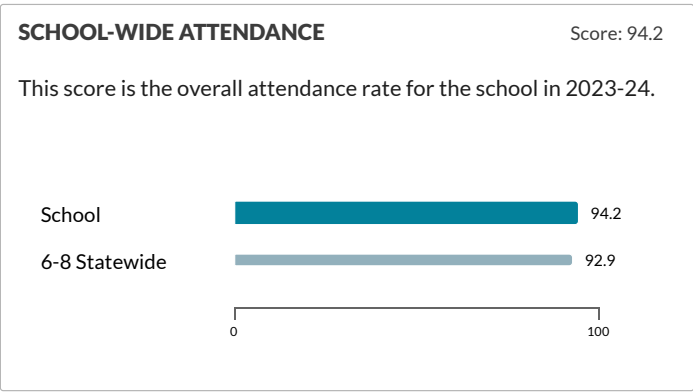 SCHOOL-WIDE ATTENDANCE Score: 94.2
This score is the overall attendance rate for the school in 2023-24.
School 94.2
6-8 Statewide 92.9
0 100